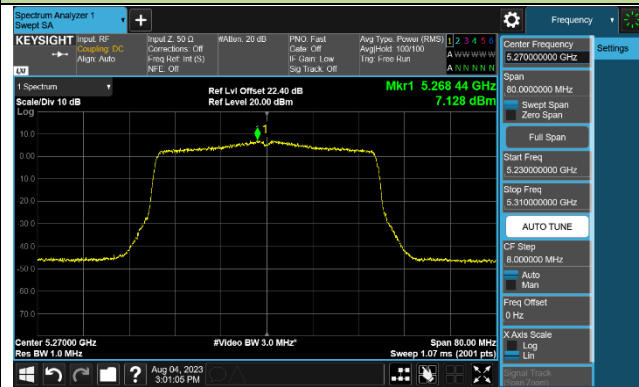 Spectrum Analyzer 1
Swept SA
Frequency
KEYSIGHT
Input: RF
Coupling: DC
Align: Auto
Input Z: 50 Ω
Corrections: Off
Freq Ref: Int (S)
NFE: Off
#Atten: 20 dB
PNO: Fast
Gate: Off
IF Gain: Low
Sig Track: Off
Avg Type: Power (RMS)
Avg|Hold: 100/100
Trig: Free Run
1 2 3 4 5 6
A W W W W W
A N N N N N
LXI
1 Spectrum
Scale/Div 10 dB
Log
Ref Lvl Offset 22.40 dB
Ref Level 20.00 dBm
Mkr1 5.268 44 GHz
7.128 dBm
1
10.0
0.00
-10.0
-20.0
-30.0
-40.0
-50.0
-60.0
-70.0
Center 5.27000 GHz
Res BW 1.0 MHz
#Video BW 3.0 MHz*
Span 80.00 MHz
Sweep 1.07 ms (2001 pts)
Aug 04, 2023
3:01:05 PM
Center Frequency
5.270000000 GHz
Settings
Span
80.0000000 MHz
Swept Span
Zero Span
Full Span
Start Freq
5.230000000 GHz
Stop Freq
5.310000000 GHz
AUTO TUNE
CF Step
8.000000 MHz
Auto
Man
Freq Offset
0 Hz
X Axis Scale
Log
Lin
Signal Track
(Span Zoom)